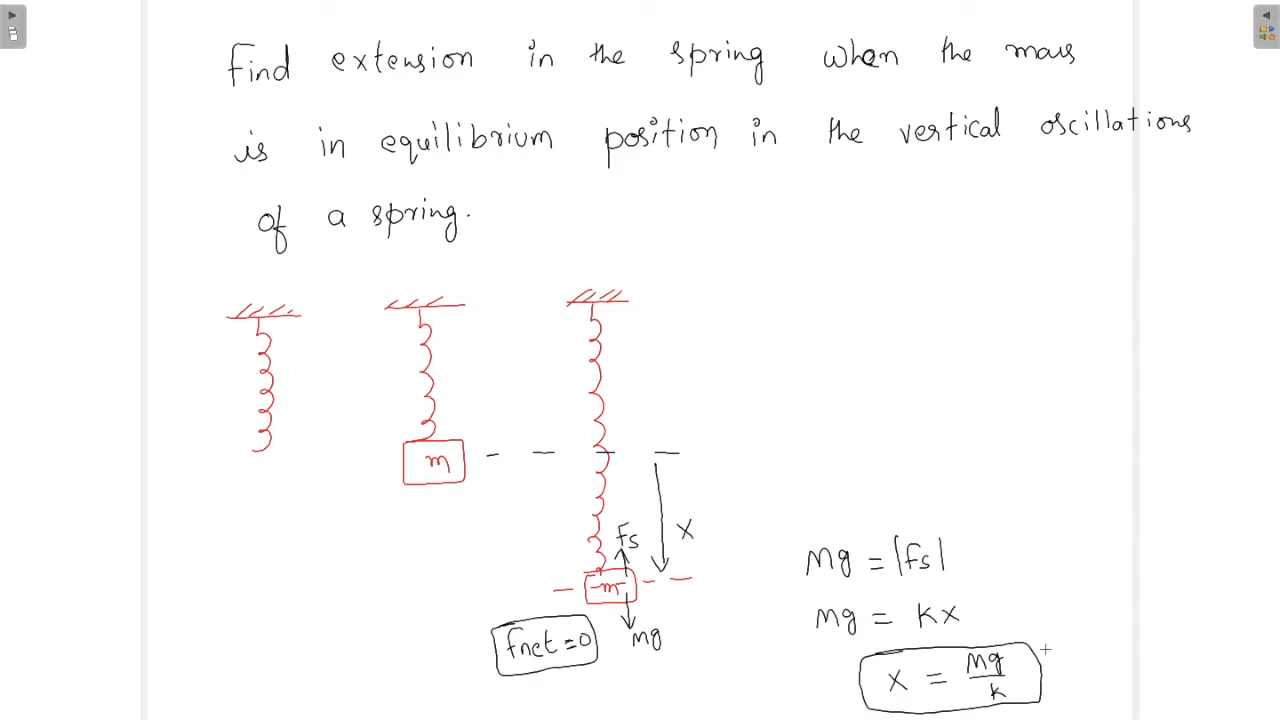 Find extension in the spring when the mass
is in equilibrium position in the vertical oscillations
of a spring.
m
x
Fs
m
Fnet = 0
Mg
Mg = |Fs|
Mg = Kx
x = Mg/k